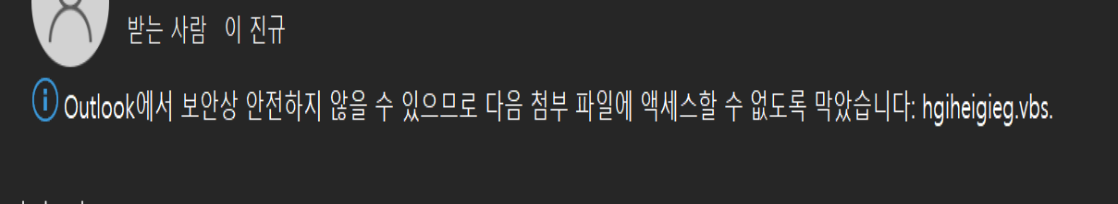 받는 사람 이 진규
Outlook에서 보안상 안전하지 않을 수 있으므로 다음 첨부 파일에 액세스할 수 없도록 막았습니다: hgiheigieg.vbs.